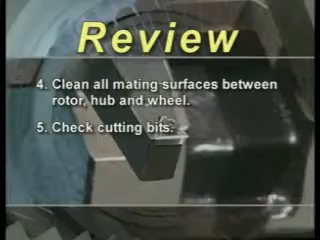 Review
4. Clean all mating surfaces between
rotor, hub and wheel.
5. Check cutting bits.